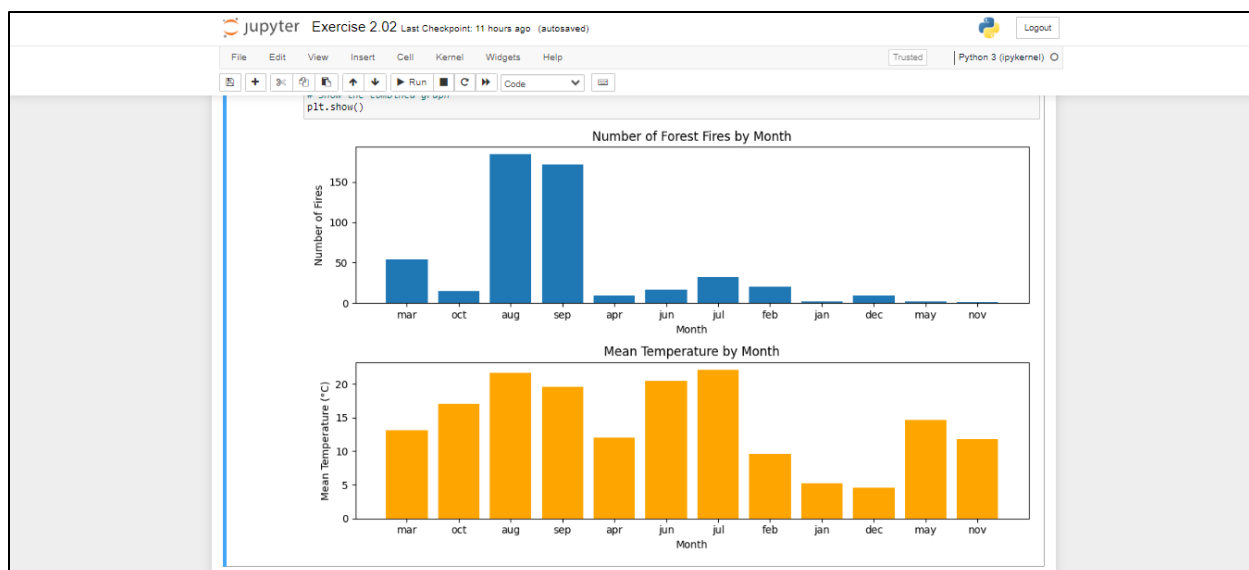 jupyter Exercise 2.02 Last Checkpoint: 11 hours ago (autosaved)
Logout
File Edit View Insert Cell Kernel Widgets Help
Trusted
Python 3 (ipykernel)
Run
Code
# Show the combined graph
plt.show()
Number of Forest Fires by Month
Number of Fires
150
100
50
0
mar oct aug sep apr jun jul feb jan dec may nov
Month
Mean Temperature by Month
Mean Temperature (°C)
20
15
10
5
0
mar oct aug sep apr jun jul feb jan dec may nov
Month